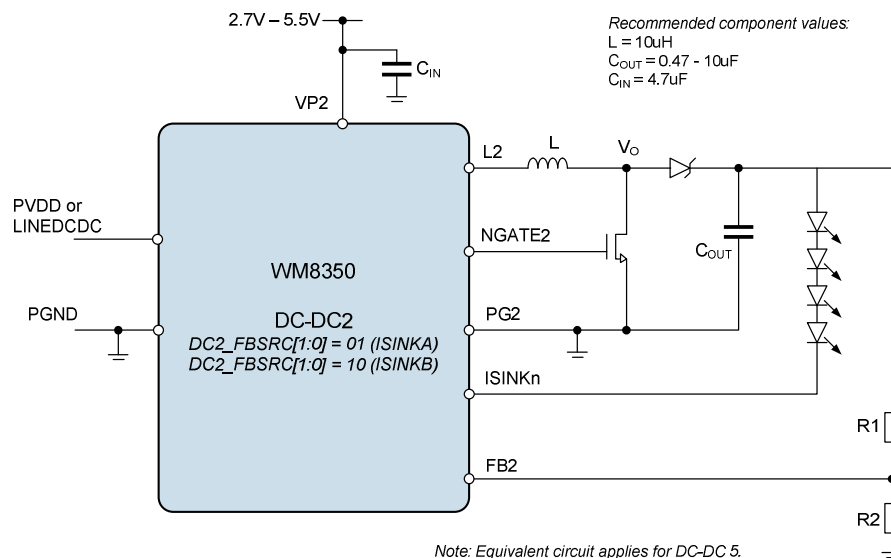 2.7V – 5.5V
Recommended component values:
L = 10uH
COUT = 0.47 - 10uF
CIN = 4.7uF
CIN
VP2
L2
L
VO
PVDD or
LINEDCDC
NGATE2
COUT
WM8350
PGND
DC-DC2
PG2
DC2_FBSRC[1:0] = 01 (ISINKA)
DC2_FBSRC[1:0] = 10 (ISINKB)
ISINKn
R1
FB2
R2
Note: Equivalent circuit applies for DC-DC 5.